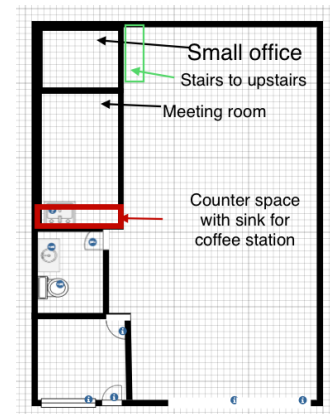 Small office
Stairs to upstairs
Meeting room
Counter space
with sink for
coffee station